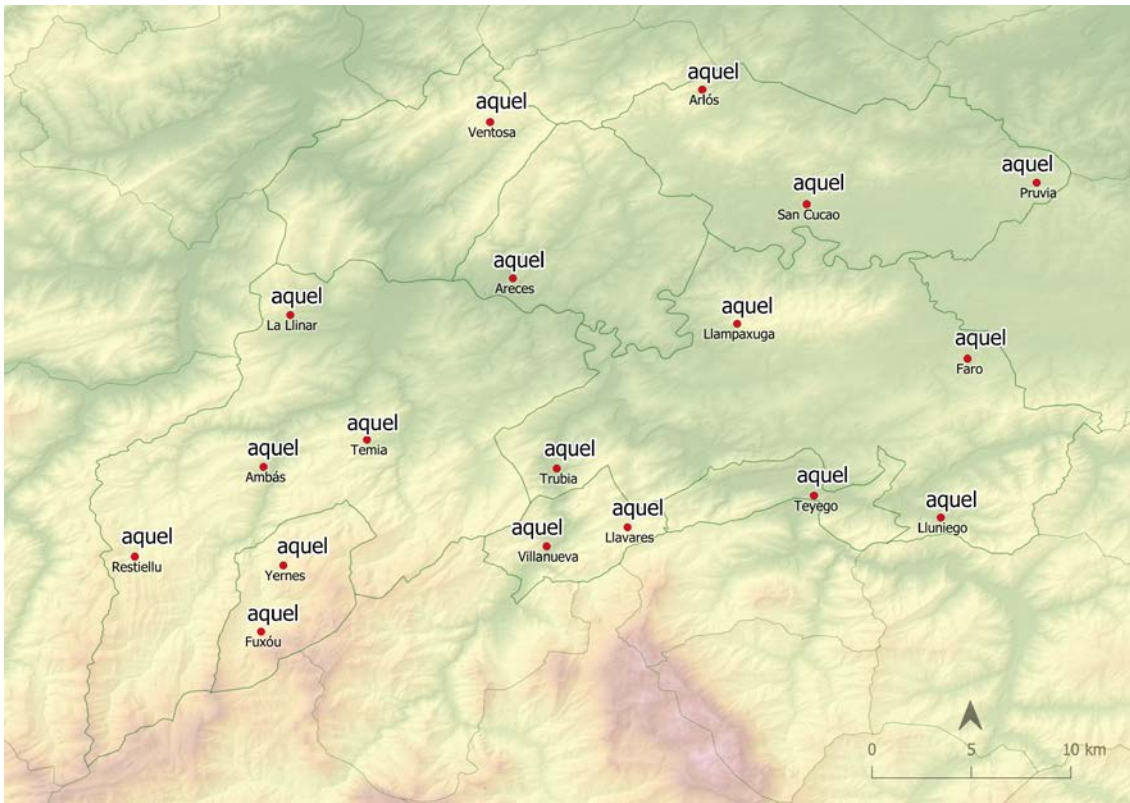 aquel
Arlós
aquel
Ventosa
aquel
Pruvia
aquel
San Cucao
aquel
Areces
aquel
La Llinar
aquel
Llampaxuga
aquel
Faro
aquel
Temia
aquel
Ambás
aquel
Trubia
aquel
Teyego
aquel
Lluniego
aquel
Llavares
aquel
Villanueva
aquel
Restiellu
aquel
Yernes
aquel
Fuxóu
0 5 10 km